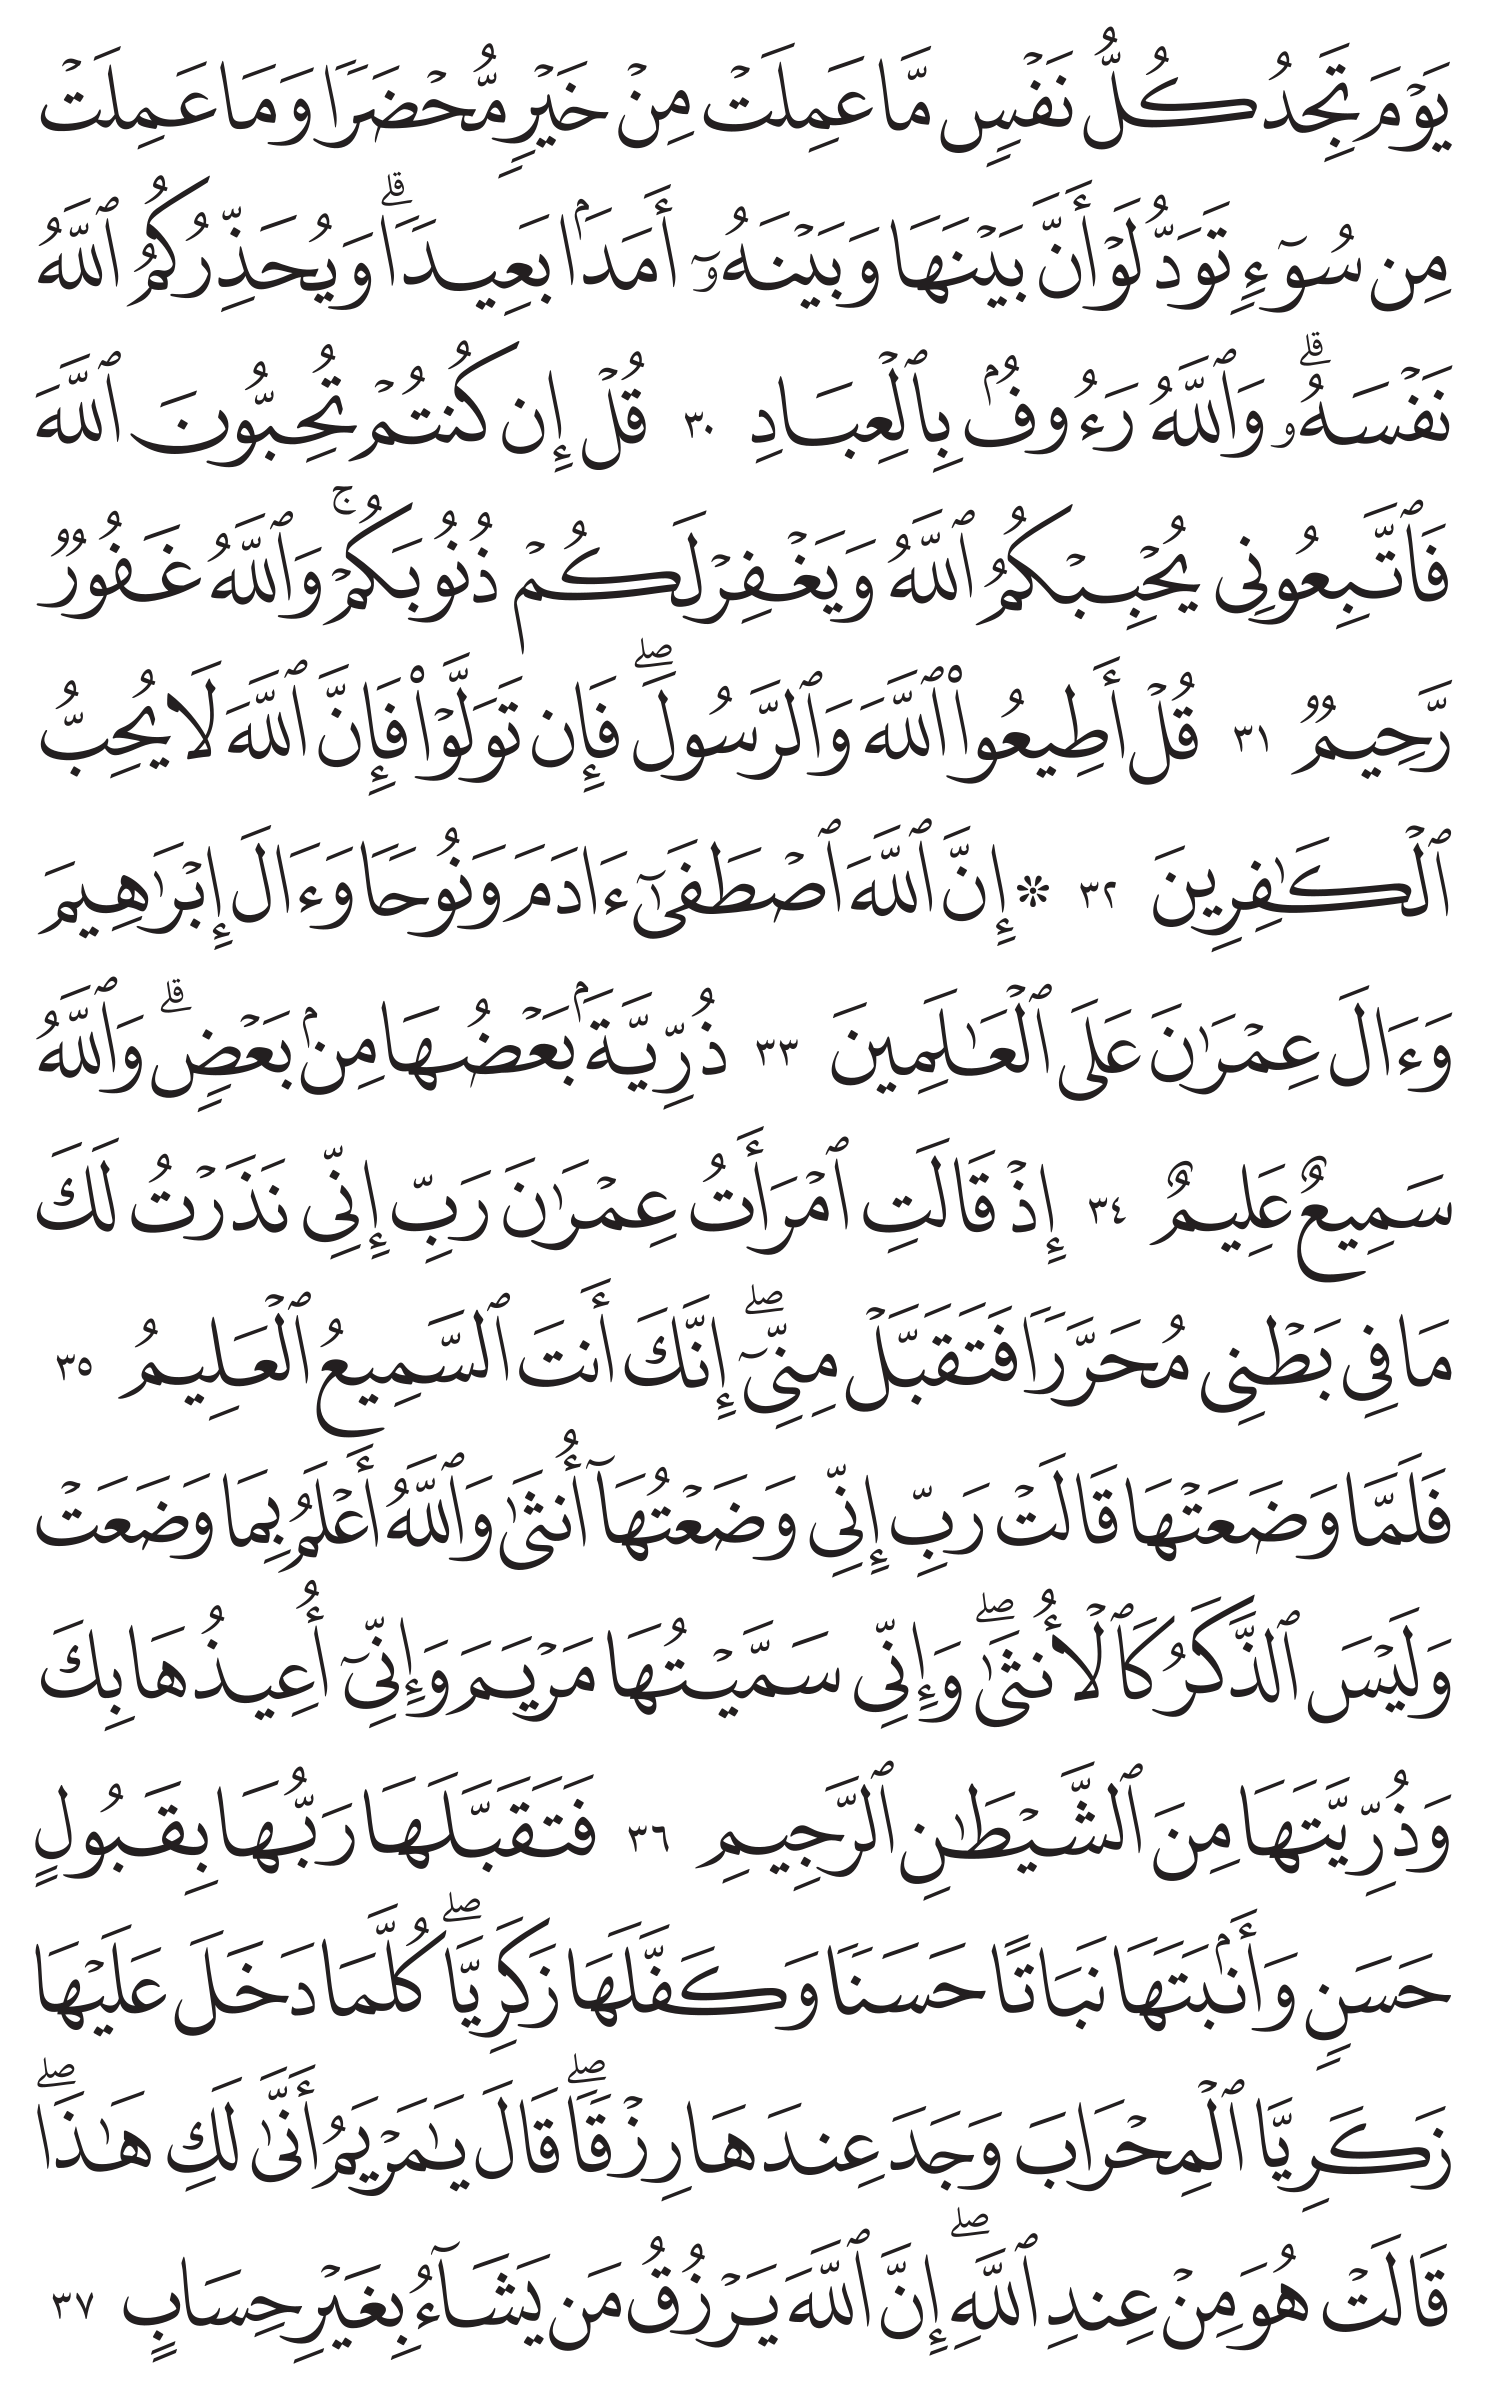 يَوْمَ تَجِدُ كُلُّ نَفْسٍ مَّا عَمِلَتْ مِنْ خَيْرٍ مُّحْضَرًا وَمَا عَمِلَتْ
مِن سُوٓءٍ تَوَدُّ لَوْ أَنَّ بَيْنَهَا وَبَيْنَهُۥٓ أَمَدَۢا بَعِيدًا ۗ وَيُحَذِّرُكُمُ ٱللَّهُ
نَفْسَهُۥ ۗ وَٱللَّهُ رَءُوفُۢ بِٱلْعِبَادِ ٣٠ قُلْ إِن كُنتُمْ تُحِبُّونَ ٱللَّهَ
فَٱتَّبِعُونِى يُحْبِبْكُمُ ٱللَّهُ وَيَغْفِرْ لَكُمْ ذُنُوبَكُمْ ۚ وَٱللَّهُ غَفُورٌ
رَّحِيمٌ ٣١ قُلْ أَطِيعُوا۟ ٱللَّهَ وَٱلرَّسُولَ ۖ فَإِن تَوَلَّوْا۟ فَإِنَّ ٱللَّهَ لَا يُحِبُّ
ٱلْكَٰفِرِينَ ٣٢ ❇ إِنَّ ٱللَّهَ ٱصْطَفَىٰٓ ءَادَمَ وَنُوحًا وَءَالَ إِبْرَٰهِيمَ
وَءَالَ عِمْرَٰنَ عَلَى ٱلْعَٰلَمِينَ ٣٣ ذُرِّيَّةَۢ بَعْضُهَا مِنۢ بَعْضٍ ۗ وَٱللَّهُ
سَمِيعٌ عَلِيمٌ ٣٤ إِذْ قَالَتِ ٱمْرَأَتُ عِمْرَٰنَ رَبِّ إِنِّى نَذَرْتُ لَكَ
مَا فِى بَطْنِى مُحَرَّرًا فَتَقَبَّلْ مِنِّىٓ ۖ إِنَّكَ أَنتَ ٱلسَّمِيعُ ٱلْعَلِيمُ ٣٥
فَلَمَّا وَضَعَتْهَا قَالَتْ رَبِّ إِنِّى وَضَعْتُهَآ أُنثَىٰ وَٱللَّهُ أَعْلَمُ بِمَا وَضَعَتْ
وَلَيْسَ ٱلذَّكَرُ كَٱلْأُنثَىٰ ۖ وَإِنِّى سَمَّيْتُهَا مَرْيَمَ وَإِنِّىٓ أُعِيذُهَا بِكَ
وَذُرِّيَّتَهَا مِنَ ٱلشَّيْطَٰنِ ٱلرَّجِيمِ ٣٦ فَتَقَبَّلَهَا رَبُّهَا بِقَبُولٍ
حَسَنٍ وَأَنۢبَتَهَا نَبَاتًا حَسَنًا وَكَفَّلَهَا زَكَرِيَّا ۖ كُلَّمَا دَخَلَ عَلَيْهَا
زَكَرِيَّا ٱلْمِحْرَابَ وَجَدَ عِندَهَا رِزْقًا ۖ قَالَ يَٰمَرْيَمُ أَنَّىٰ لَكِ هَٰذَا ۖ
قَالَتْ هُوَ مِنْ عِندِ ٱللَّهِ ۖ إِنَّ ٱللَّهَ يَرْزُقُ مَن يَشَآءُ بِغَيْرِ حِسَابٍ ٣٧